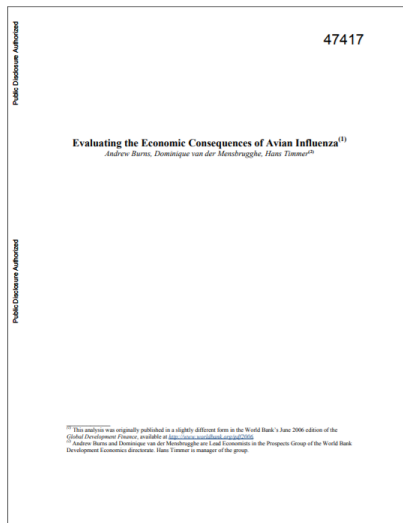 Public Disclosure Authorized
47417
Evaluating the Economic Consequences of Avian Influenza(1)
Andrew Burns, Dominique van der Mensbrugghe, Hans Timmer(2)
Public Disclosure Authorized
(1) This analysis was originally published in a slightly different form in the World Bank's June 2006 edition of the
Global Development Finance, available at http://www.worldbank.org/gdf2006
(2) Andrew Burns and Dominique van der Mensbrugghe are Lead Economists in the Prospects Group of the World Bank
Development Economics directorate. Hans Timmer is manager of the group.